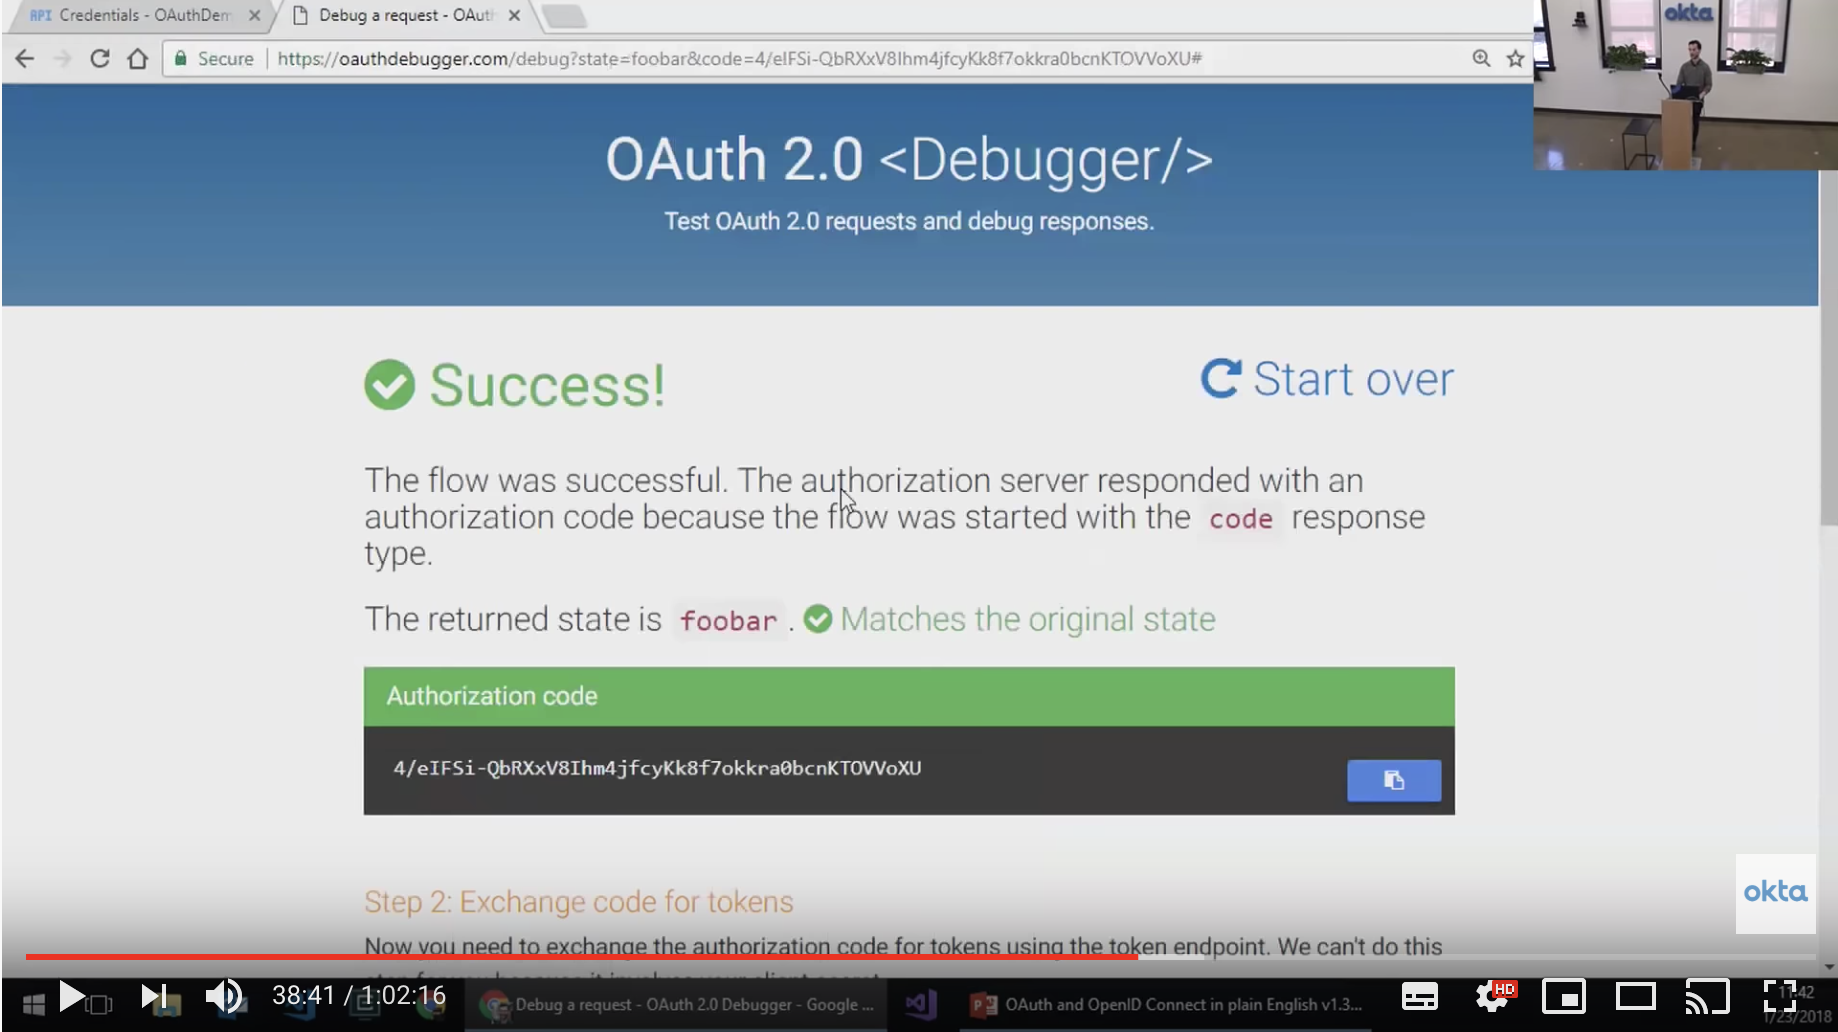 API Credentials - OAuthDem
Debug a request - OAut
Secure
https://oauthdebugger.com/debug?state=foobar&code=4/eIFSi-QbRXxV8Ihm4jfcyKk8f7okkra0bcnKTOVVoXU#
okta
OAuth 2.0 <Debugger/>
Test OAuth 2.0 requests and debug responses.
Success!
Start over
The flow was successful. The authorization server responded with an
authorization code because the flow was started with the code response
type.
The returned state is foobar. Matches the original state
Authorization code
4/eIFSi-QbRXxV8Ihm4jfcyKk8f7okkra0bcnKTOVVoXU
okta
Step 2: Exchange code for tokens
Now you need to exchange the authorization code for tokens using the token endpoint. We can't do this
38:41 / 1:02:16
Debug a request - OAuth 2.0 Debugger - Google ...
OAuth and OpenID Connect in plain English v1.3...
HD
11:42
1/23/2018